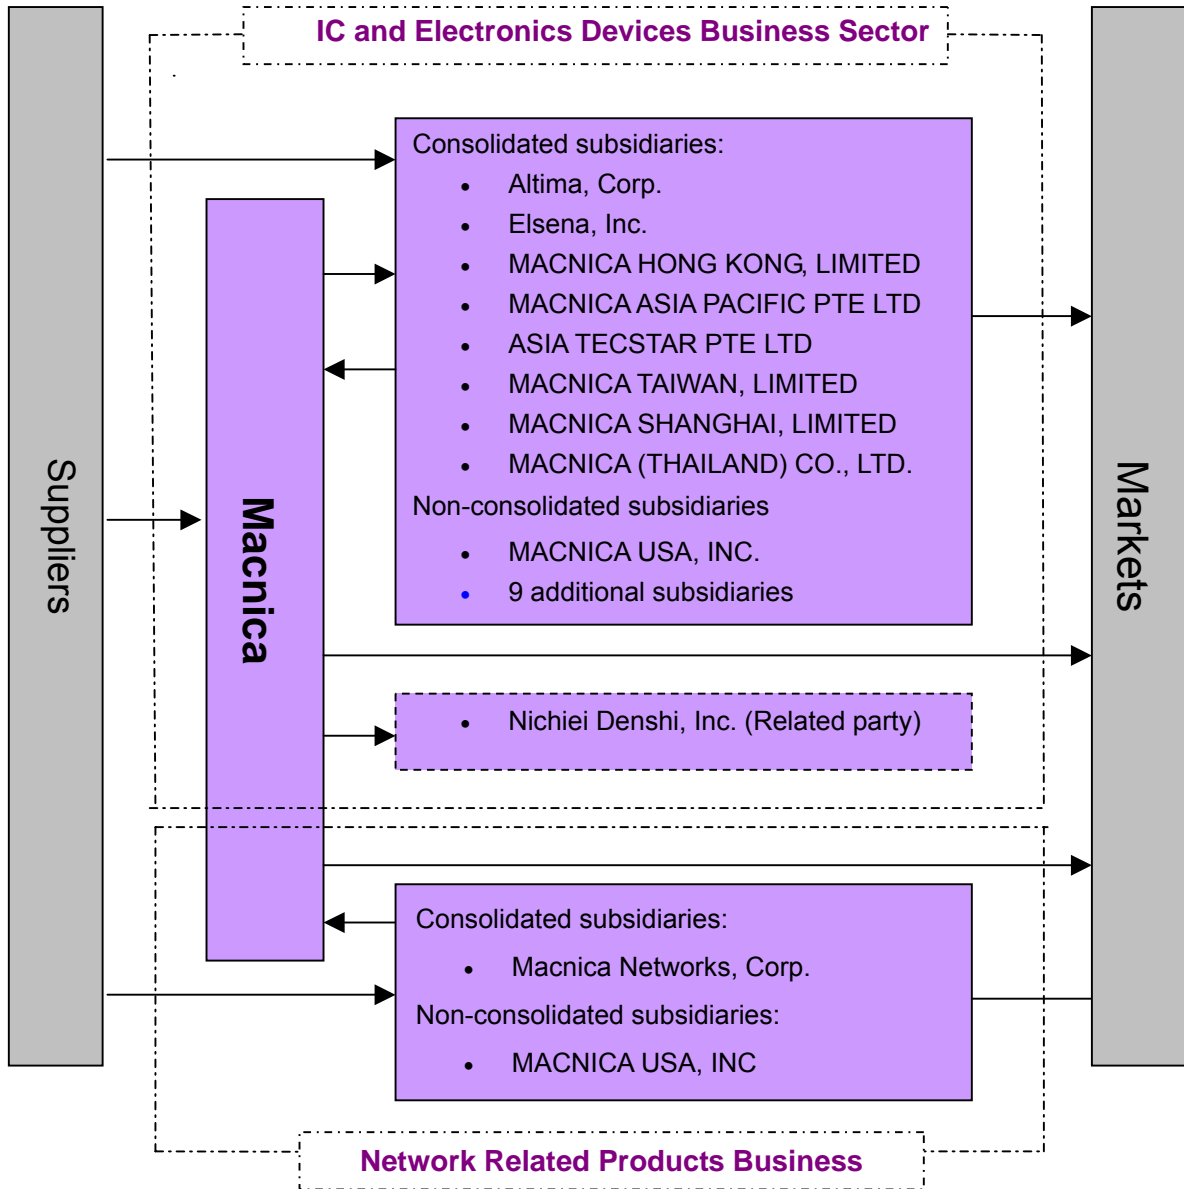 IC and Electronics Devices Business Sector
Suppliers
Macnica
Consolidated subsidiaries:
• Altima, Corp.
• Elsena, Inc.
• MACNICA HONG KONG, LIMITED
• MACNICA ASIA PACIFIC PTE LTD
• ASIA TECSTAR PTE LTD
• MACNICA TAIWAN, LIMITED
• MACNICA SHANGHAI, LIMITED
• MACNICA (THAILAND) CO., LTD.
Non-consolidated subsidiaries
• MACNICA USA, INC.
• 9 additional subsidiaries
• Nichiei Denshi, Inc. (Related party)
Markets
Consolidated subsidiaries:
• Macnica Networks, Corp.
Non-consolidated subsidiaries:
• MACNICA USA, INC
Network Related Products Business